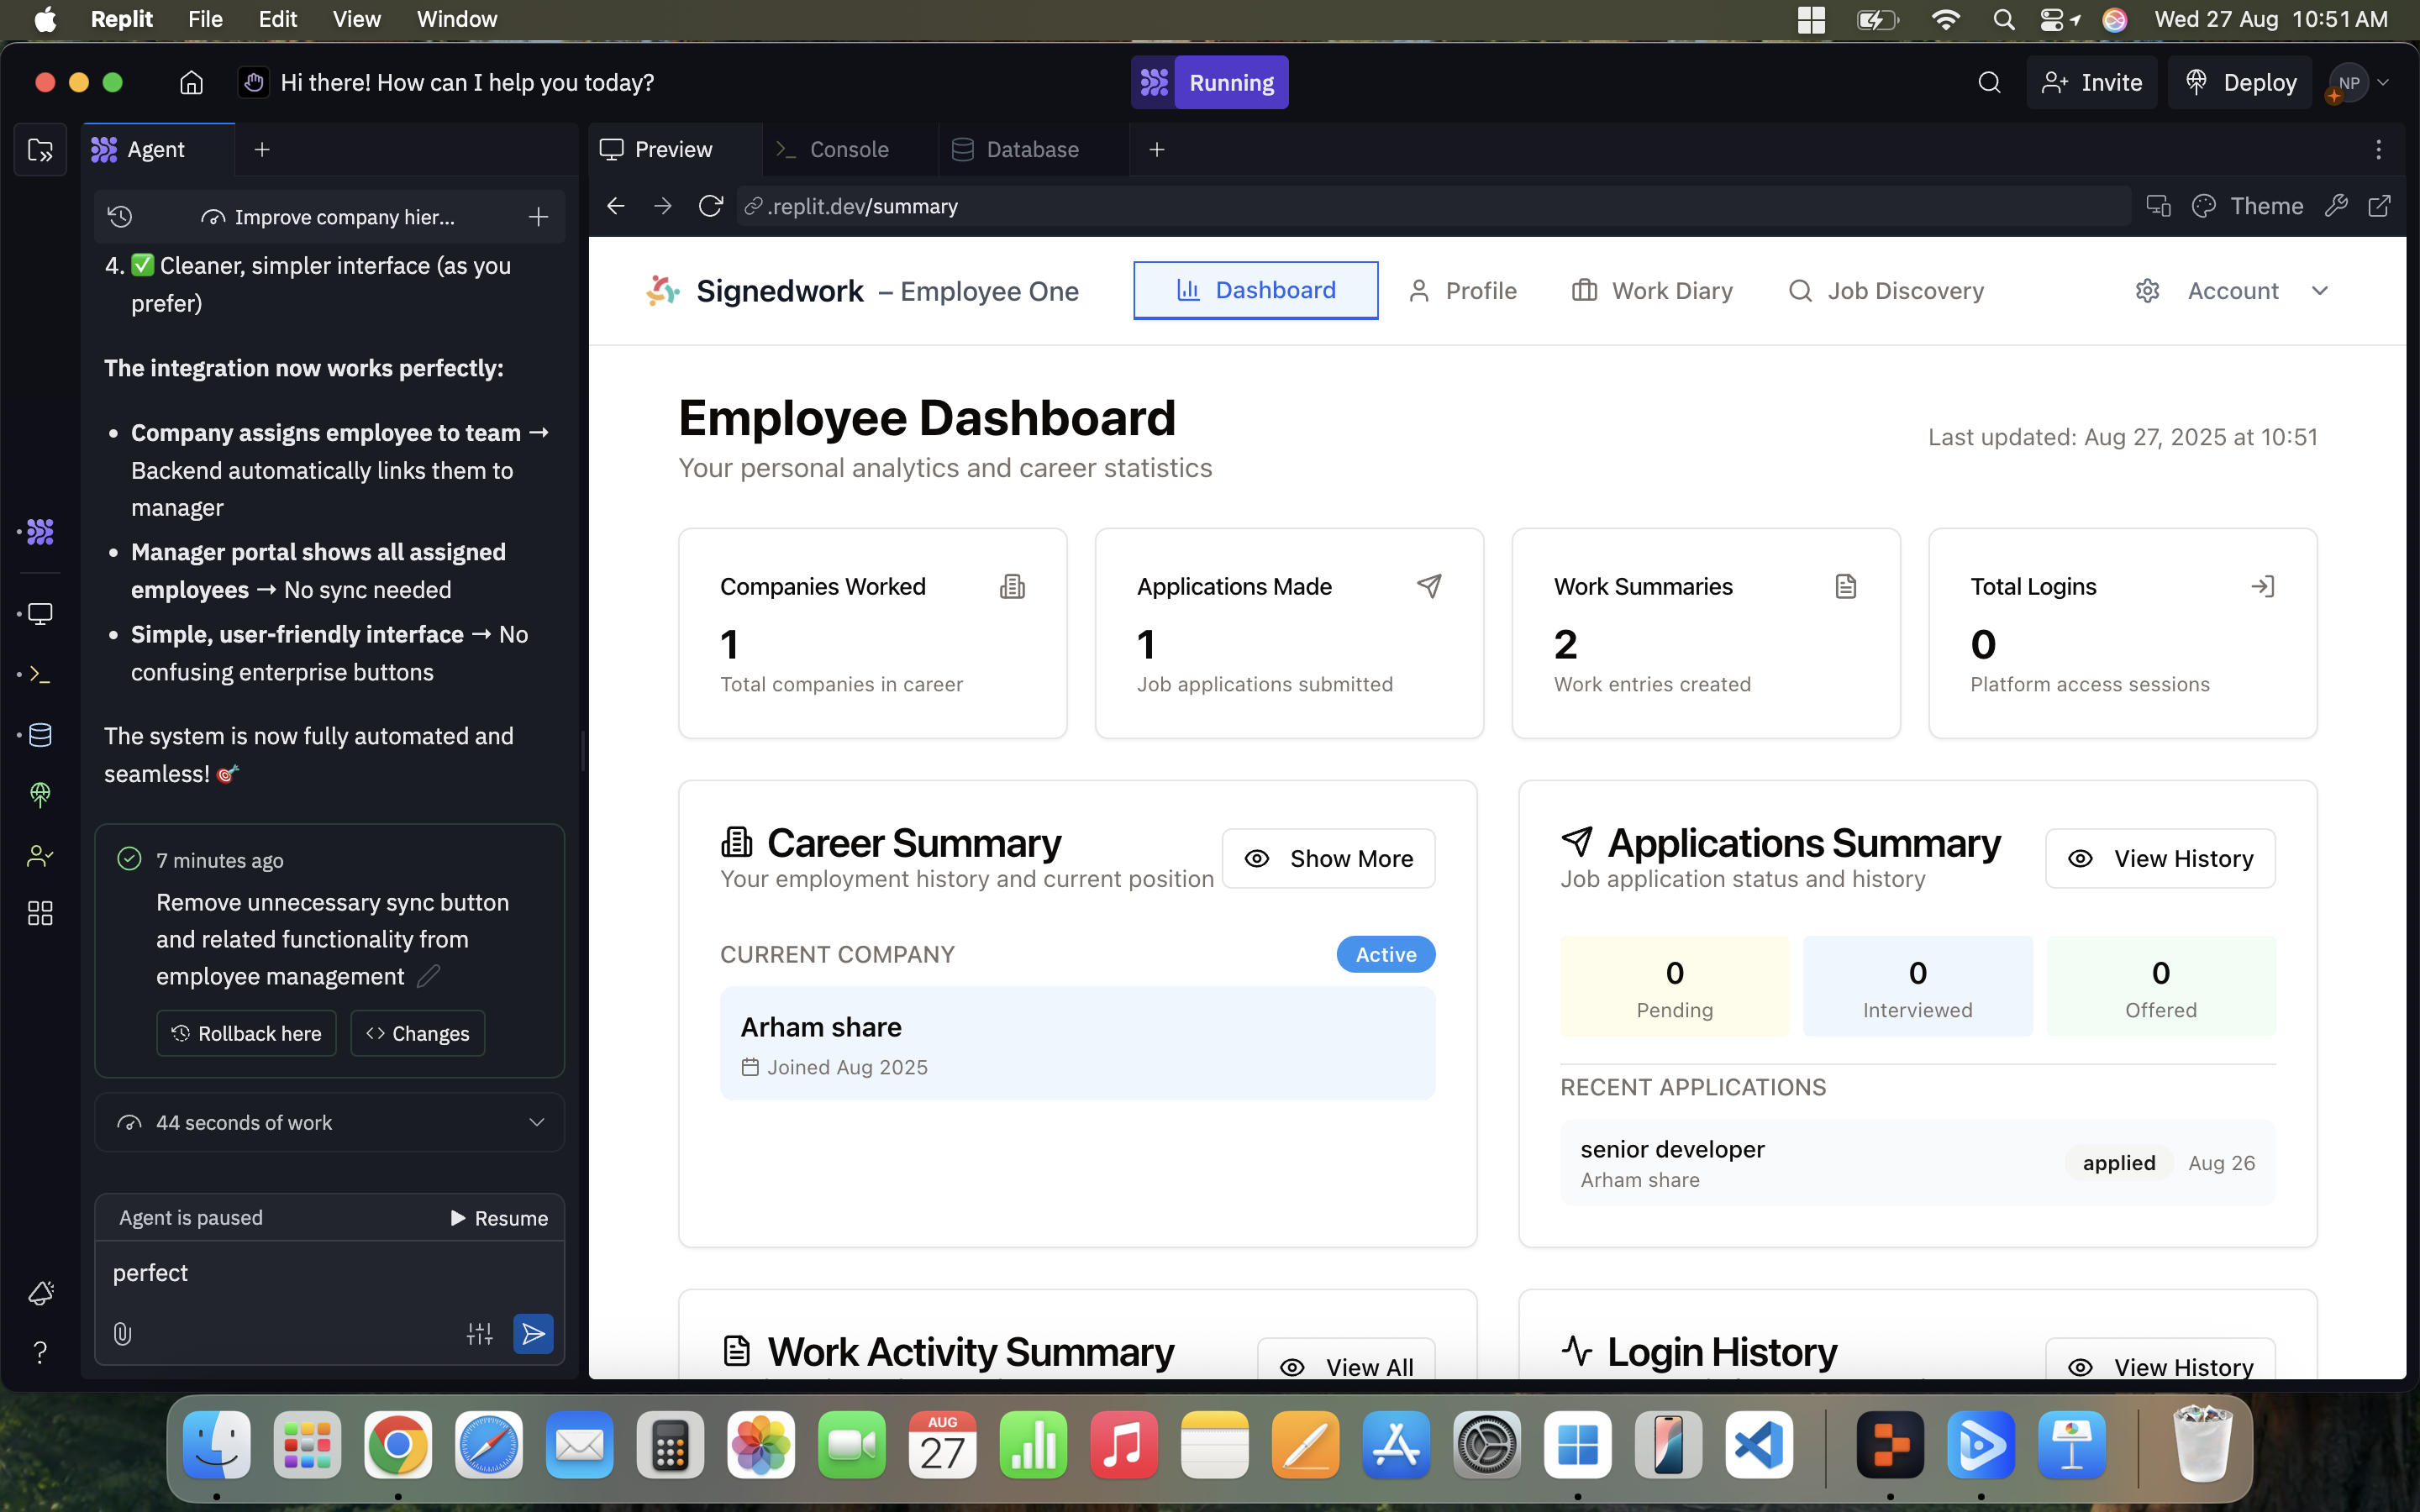 Replit File Edit View Window Wed 27 Aug 10:51 AM
Hi there! How can I help you today? Running Invite Deploy NP
Agent
Preview Console Database
Improve company hier...
.replit.dev/summary Theme
4. ✅ Cleaner, simpler interface (as you
prefer)
The integration now works perfectly:
• Company assigns employee to team →
Backend automatically links them to
manager
• Manager portal shows all assigned
employees → No sync needed
• Simple, user-friendly interface → No
confusing enterprise buttons
The system is now fully automated and
seamless! 🎯
7 minutes ago
Remove unnecessary sync button
and related functionality from
employee management
Rollback here Changes
44 seconds of work
Agent is paused Resume
perfect
Signedwork – Employee One Dashboard Profile Work Diary Job Discovery Account
Employee Dashboard
Last updated: Aug 27, 2025 at 10:51
Your personal analytics and career statistics
Companies Worked
1
Total companies in career
Applications Made
1
Job applications submitted
Work Summaries
2
Work entries created
Total Logins
0
Platform access sessions
Career Summary
Your employment history and current position
Show More
CURRENT COMPANY Active
Arham share
Joined Aug 2025
Applications Summary
Job application status and history
View History
0
Pending
0
Interviewed
0
Offered
RECENT APPLICATIONS
senior developer
Arham share
applied Aug 26
Work Activity Summary View All
Login History View History
AUG
27